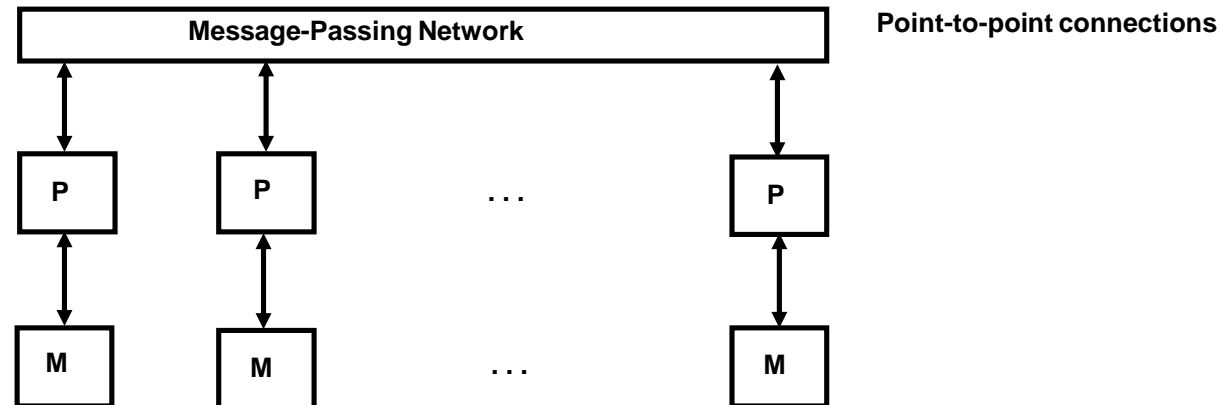 Message-Passing Network
Point-to-point connections
P
P
. . .
P
M
M
. . .
M